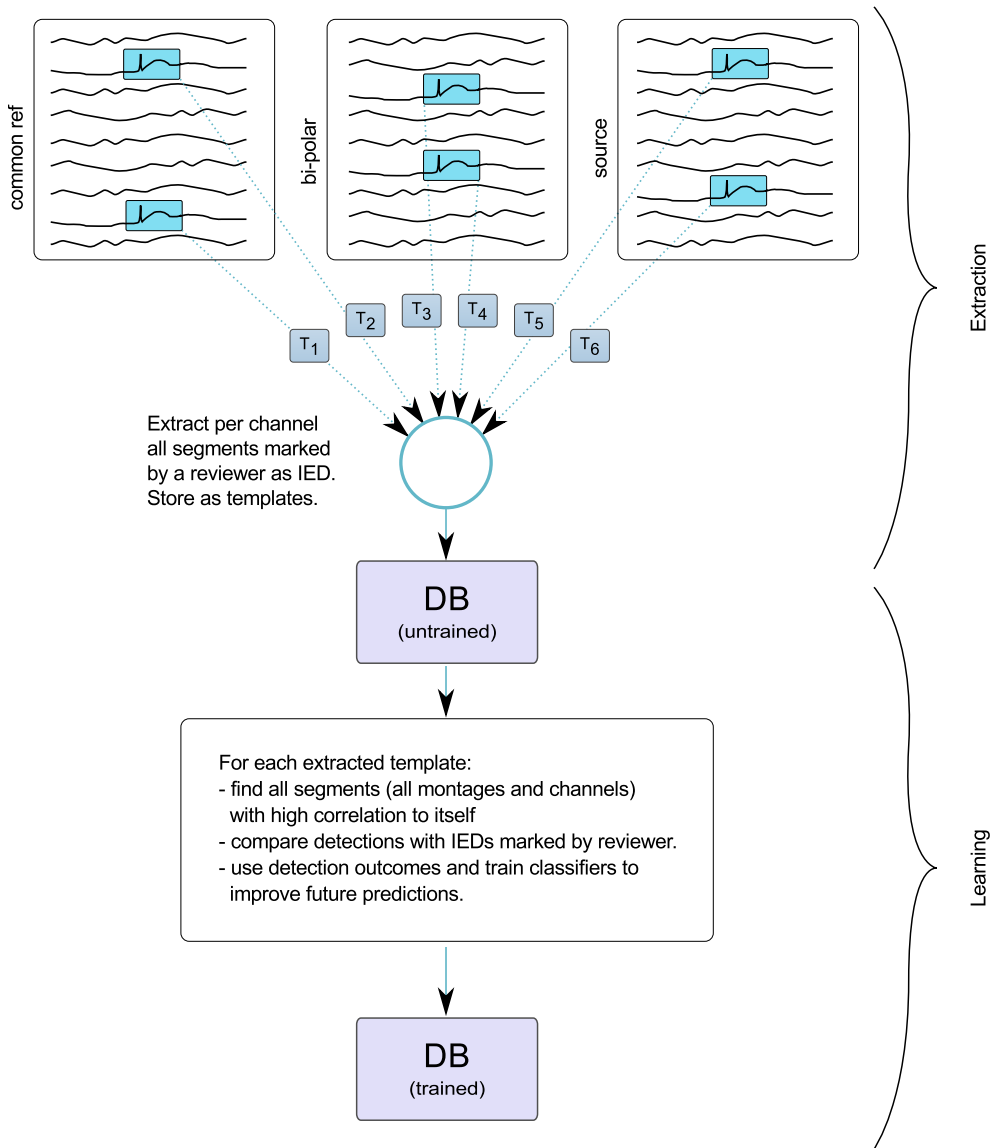 common ref
bi-polar
source
T1
T2
T3
T4
T5
T6
Extraction
Extract per channel
all segments marked
by a reviewer as IED.
Store as templates.
DB
(untrained)
For each extracted template:
- find all segments (all montages and channels)
with high correlation to itself
- compare detections with IEDs marked by reviewer.
- use detection outcomes and train classifiers to
improve future predictions.
Learning
DB
(trained)